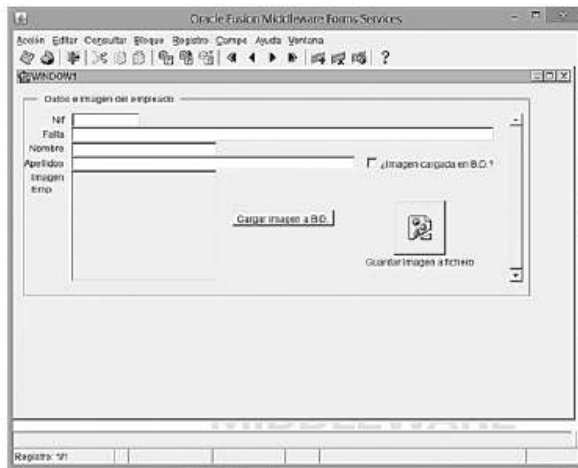 Oracle Fusion Middleware Forms Services
Acción Editar Consultar Bloque Registro Campo Ayuda Ventana
WINDOW1
Datos e imagen del empleado
Nif
Falta
Nombre
Apellidos
¿Imagen cargada en B.D.?
Imagen
Emp
Cargar imagen a B.D.
Guardar imagen a fichero
MIDDLEWARE
Registro: 1/1